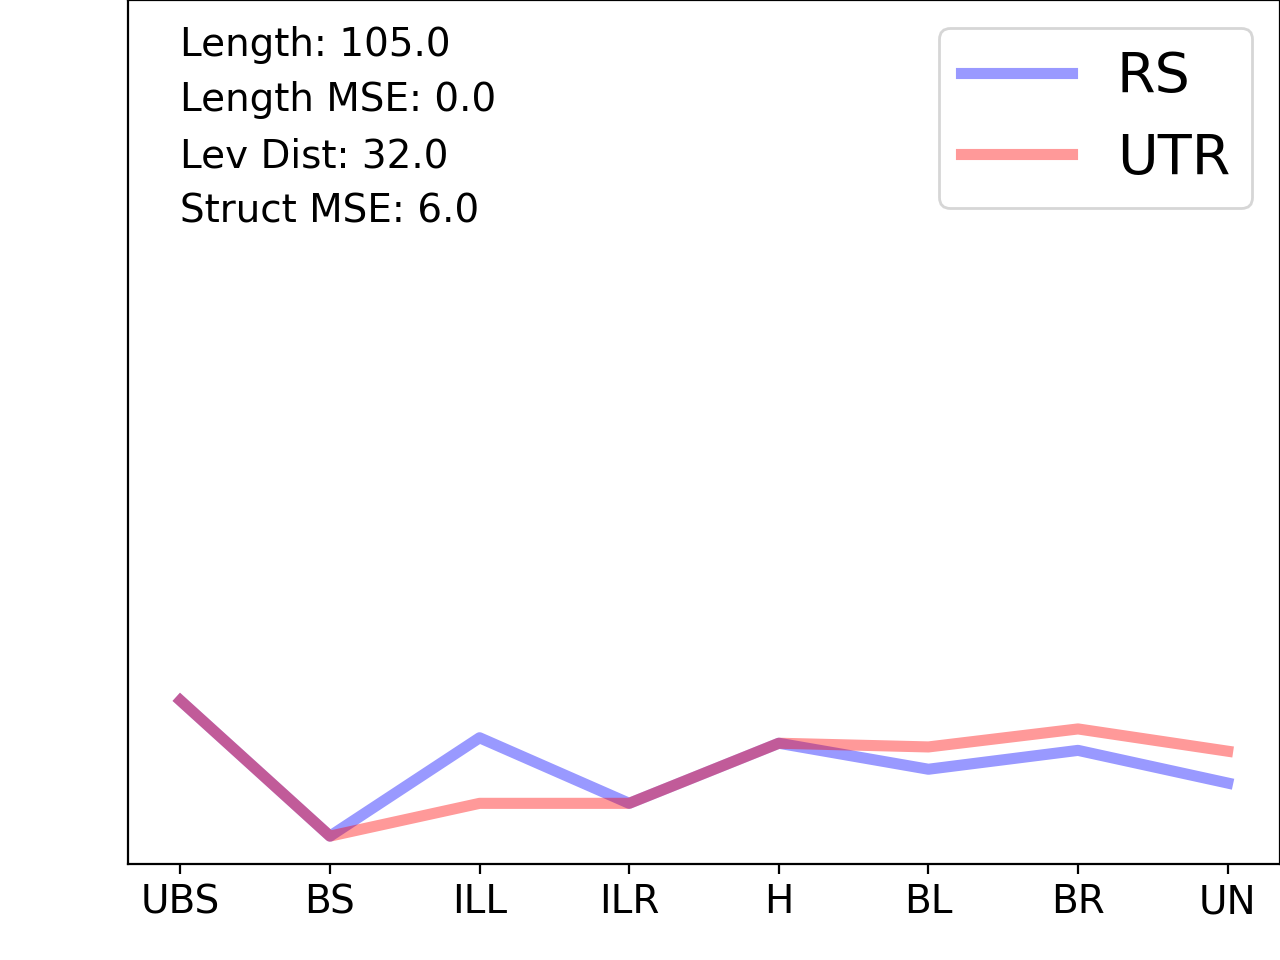 Length: 105.0
Length MSE: 0.0
Lev Dist: 32.0
Struct MSE: 6.0
RS
UTR
UBS BS ILL ILR H BL BR UN